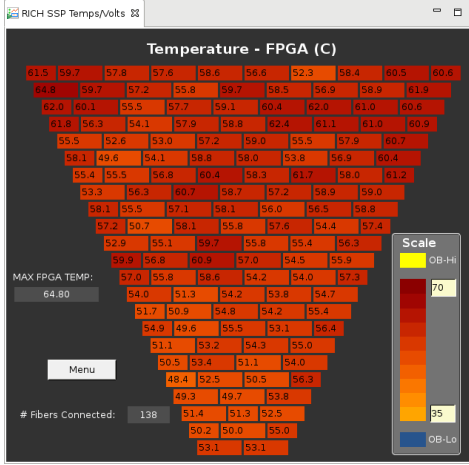 RICH SSP Temps/Volts
Temperature - FPGA (C)
61.5 59.7 57.8 57.6 58.6 56.6 52.3 58.4 60.5 60.6
64.8 59.7 57.2 55.8 59.7 58.5 56.9 58.9 61.9
62.0 60.1 55.5 57.7 59.1 60.4 62.0 61.0 60.6
61.8 56.3 54.1 57.9 58.8 62.4 61.1 61.0 60.9
55.5 52.6 53.0 57.2 59.0 55.5 57.9 60.7
58.1 49.6 54.1 58.8 58.0 53.8 56.9 60.4
55.4 55.5 56.8 60.4 58.3 61.7 58.0 61.2
53.3 56.3 60.7 58.7 57.2 58.9 59.0
58.1 55.5 57.1 58.1 56.0 56.5 58.8
57.2 50.7 58.1 55.8 57.6 54.4 57.4
52.9 55.1 59.7 55.8 55.4 56.3
59.9 56.8 60.9 57.0 54.5 55.9
57.0 55.8 58.6 54.2 54.0 57.3
54.0 51.3 54.2 53.8 54.7
51.7 50.9 54.8 54.2 55.4
54.9 49.6 55.5 53.1 56.4
51.1 53.2 54.3 55.0
50.5 53.4 51.1 54.0
48.4 52.5 50.5 56.3
49.3 49.7 53.8
51.4 51.3 52.5
50.2 50.0 55.0
53.1 53.1
MAX FPGA TEMP:
64.80
Menu
# Fibers Connected: 138
Scale
OB-Hi
70
35
OB-Lo